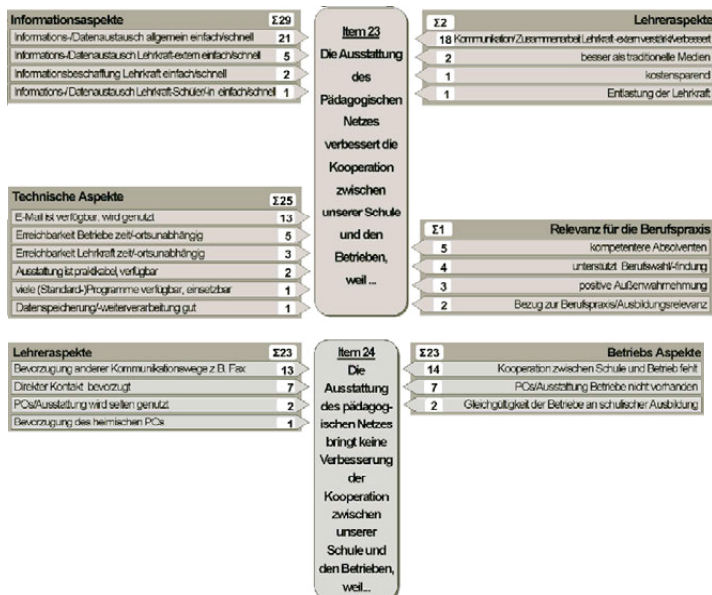 Informationsaspekte Σ29
Informations-/Datenaustausch allgemein einfach/schnell 21
Informations-/Datenaustausch Lehrkraft-extern einfach/schnell 5
Informationsbeschaffung Lehrkraft einfach/schnell 2
Informations-/Datenaustausch Lehrkraft-Schüler/-in einfach/schnell 1
Technische Aspekte Σ25
E-Mail ist verfügbar, wird genutzt 13
Erreichbarkeit Betriebe zeit/-ortsunabhängig 5
Erreichbarkeit Lehrkraft zeit/-ortsunabhängig 3
Ausstattung ist praktikabel, verfügbar 2
viele (Standard-)Programme verfügbar, einsetzbar 1
Datenspeicherung/-weiterverarbeitung gut 1
Item 23
Die Ausstattung
des
Pädagogischen
Netzes
verbessert die
Kooperation
zwischen
unserer Schule
und den
Betrieben,
weil ...
Σ2 Lehreraspekte
18 Kommunikation/Zusammenarbeit Lehrkraft-extern verstärkt/verbessert
2 besser als traditionelle Medien
1 kostensparend
1 Entlastung der Lehrkraft
Σ1 Relevanz für die Berufspraxis
5 kompetentere Absolventen
4 unterstützt Berufswahl/-findung
3 positive Außenwahrnehmung
2 Bezug zur Berufspraxis/Ausbildungsrelevanz
Lehreraspekte Σ23
Bevorzugung anderer Kommunikationswege z.B. Fax 13
Direkter Kontakt bevorzugt 7
PCs/Ausstattung wird selten genutzt 2
Bevorzugung des heimischen PCs 1
Item 24
Die
Ausstattung
des pädagog-
ischen Netzes
bringt keine
Verbesserung
der
Kooperation
zwischen
unserer
Schule und
den Betrieben,
weil...
Σ23 Betriebs Aspekte
14 Kooperation zwischen Schule und Betrieb fehlt
7 PCs/Ausstattung Betriebe nicht vorhanden
2 Gleichgültigkeit der Betriebe an schulischer Ausbildung